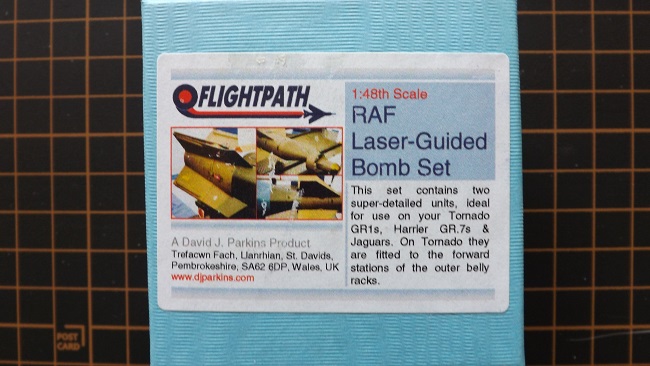 FLIGHTPATH
1:48th Scale
RAF
Laser-Guided
Bomb Set
This set contains two
super-detailed units, ideal
for use on your Tornado
GR1s, Harrier GR.7s &
Jaguars. On Tornado they
are fitted to the forward
stations of the outer belly
racks.
A David J. Parkins Product
Trefacwn Fach, Llanrhian, St. Davids,
Pembrokeshire, SA62 6DP, Wales, UK
www.djparkins.com
POST
CARD